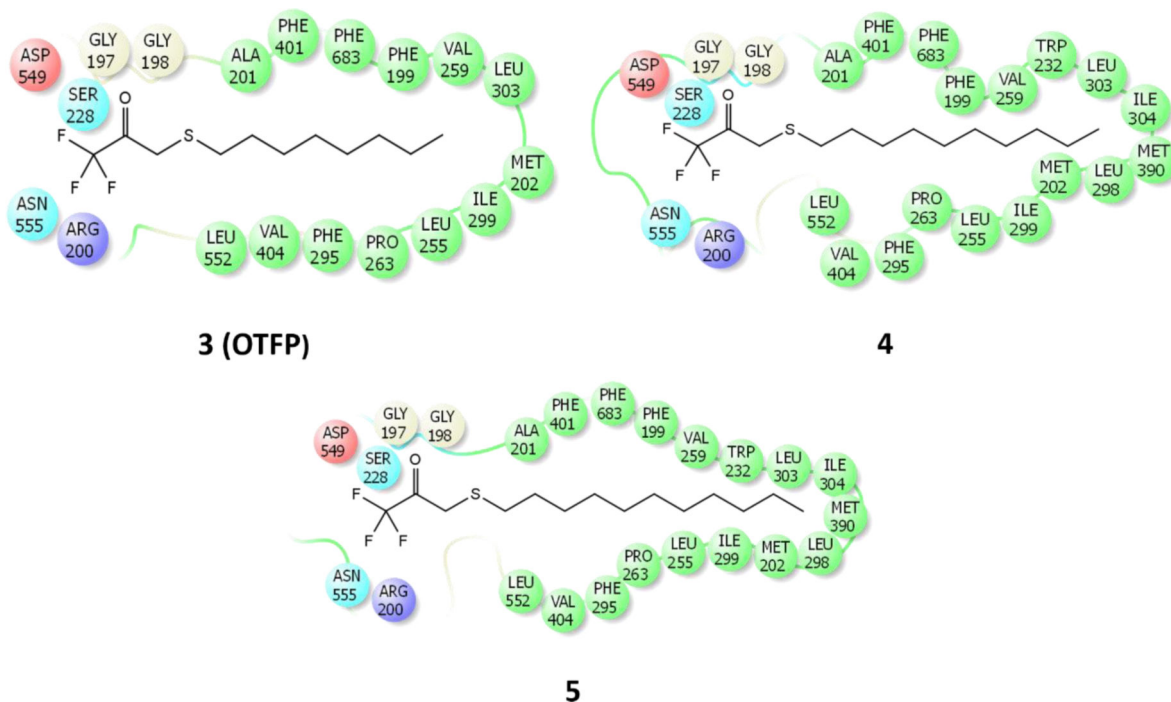 ASP 549
GLY 197
GLY 198
SER 228
ALA 201
PHE 401
PHE 683
PHE 199
VAL 259
LEU 303
MET 202
ILE 299
LEU 255
PRO 263
PHE 295
VAL 404
LEU 552
ARG 200
ASN 555
O
S
F
F
F
3 (OTFP)
ASP 549
GLY 197
GLY 198
SER 228
ALA 201
PHE 401
PHE 683
PHE 199
VAL 259
TRP 232
LEU 303
ILE 304
MET 390
LEU 298
MET 202
ILE 299
LEU 255
PRO 263
PHE 295
VAL 404
LEU 552
ARG 200
ASN 555
O
S
F
F
F
4
ASP 549
GLY 197
GLY 198
SER 228
ALA 201
PHE 401
PHE 683
PHE 199
VAL 259
TRP 232
LEU 303
ILE 304
MET 390
LEU 298
MET 202
ILE 299
LEU 255
PRO 263
PHE 295
VAL 404
LEU 552
ARG 200
ASN 555
O
S
F
F
F
5